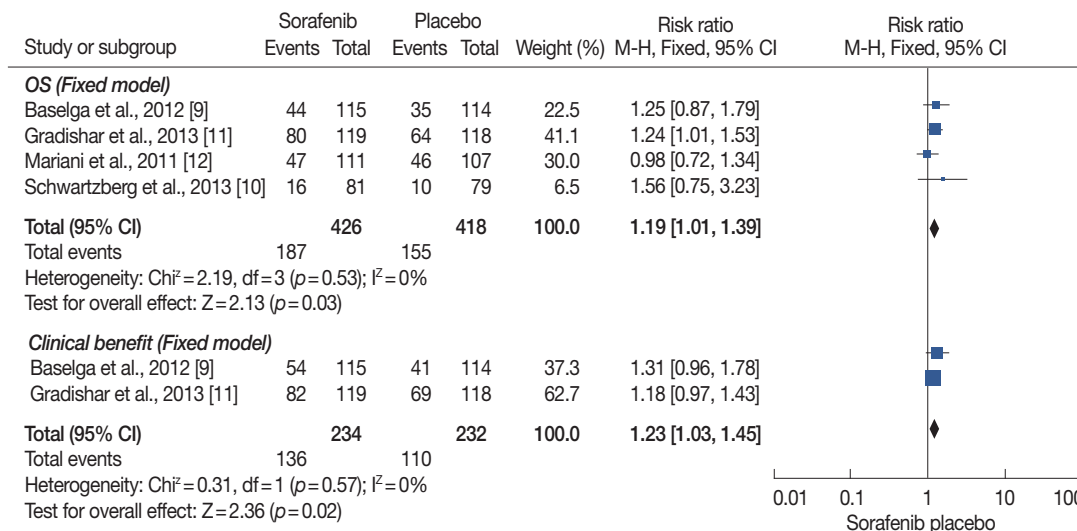 Sorafenib Placebo Risk ratio Risk ratio
Study or subgroup Events Total Events Total Weight (%) M-H, Fixed, 95% CI M-H, Fixed, 95% CI
OS (Fixed model)
Baselga et al., 2012 [9] 44 115 35 114 22.5 1.25 [0.87, 1.79]
Gradishar et al., 2013 [11] 80 119 64 118 41.1 1.24 [1.01, 1.53]
Mariani et al., 2011 [12] 47 111 46 107 30.0 0.98 [0.72, 1.34]
Schwartzberg et al., 2013 [10] 16 81 10 79 6.5 1.56 [0.75, 3.23]
Total (95% CI) 426 418 100.0 1.19 [1.01, 1.39]
Total events 187 155
Heterogeneity: Chiᶻ=2.19, df=3 (p=0.53); Iᶻ=0%
Test for overall effect: Z=2.13 (p=0.03)
Clinical benefit (Fixed model)
Baselga et al., 2012 [9] 54 115 41 114 37.3 1.31 [0.96, 1.78]
Gradishar et al., 2013 [11] 82 119 69 118 62.7 1.18 [0.97, 1.43]
Total (95% CI) 234 232 100.0 1.23 [1.03, 1.45]
Total events 136 110
Heterogeneity: Chiᶻ=0.31, df=1 (p=0.57); Iᶻ=0%
Test for overall effect: Z=2.36 (p=0.02)
0.01 0.1 1 10 100
Sorafenib placebo